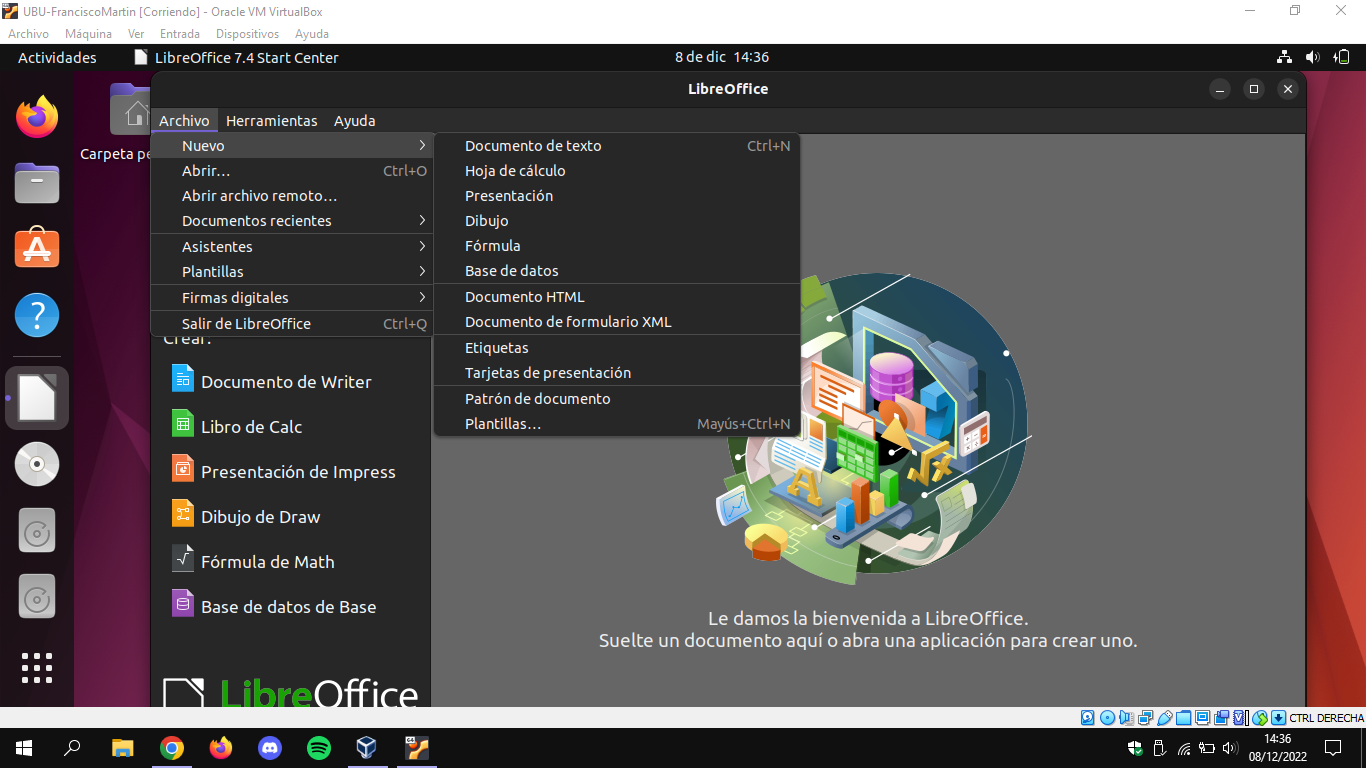 UBU-FranciscoMartin [Corriendo] - Oracle VM VirtualBox
Archivo Máquina Ver Entrada Dispositivos Ayuda
Actividades LibreOffice 7.4 Start Center 8 de dic 14:36
LibreOffice
Archivo Herramientas Ayuda
Carpeta pe
Nuevo
Abrir... Ctrl+O
Abrir archivo remoto...
Documentos recientes
Asistentes
Plantillas
Firmas digitales
Salir de LibreOffice Ctrl+Q
Documento de texto Ctrl+N
Hoja de cálculo
Presentación
Dibujo
Fórmula
Base de datos
Documento HTML
Documento de formulario XML
Etiquetas
Tarjetas de presentación
Patrón de documento
Plantillas... Mayús+Ctrl+N
Crear:
Documento de Writer
Libro de Calc
Presentación de Impress
Dibujo de Draw
Fórmula de Math
Base de datos de Base
LibreOffice
Le damos la bienvenida a LibreOffice.
Suelte un documento aquí o abra una aplicación para crear uno.
CTRL DERECHA
14:36
08/12/2022